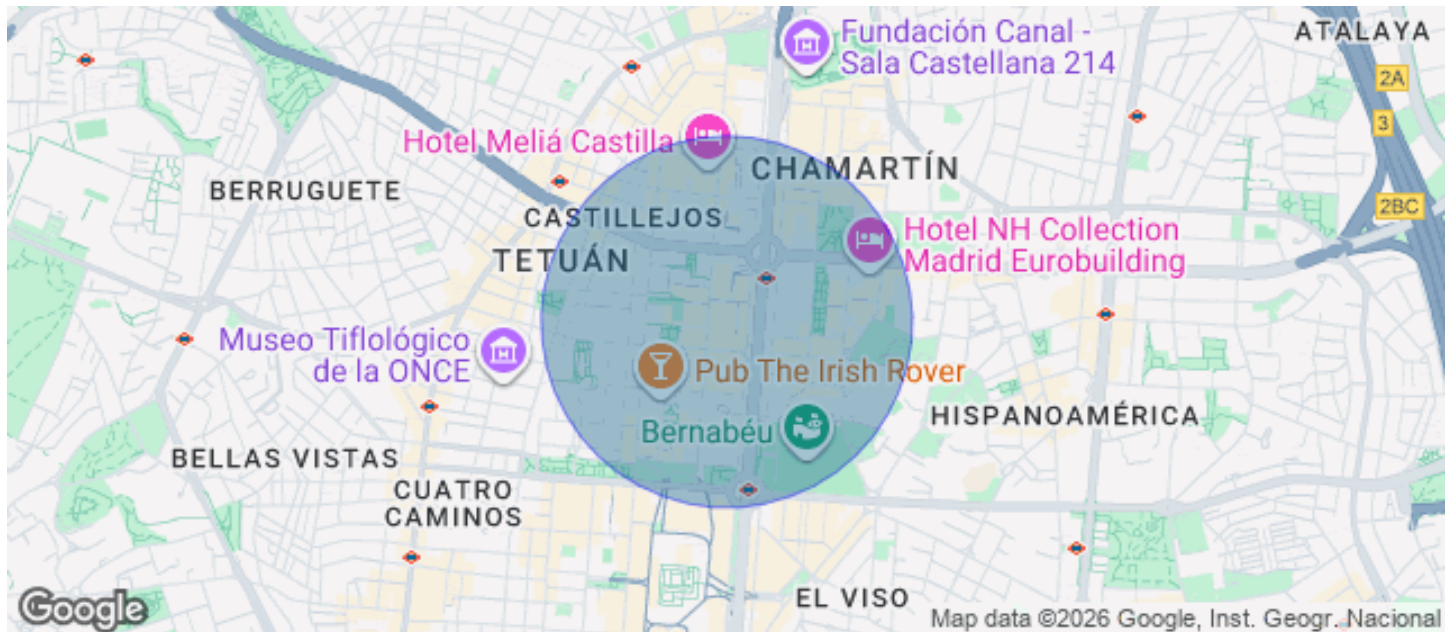 Fundación Canal -
Sala Castellana 214
ATALAYA
2A
3
Hotel Meliá Castilla
CHAMARTÍN
BERRUGUETE
2BC
CASTILLEJOS
Hotel NH Collection
Madrid Eurobuilding
TETUÁN
Museo Tiflológico
de la ONCE
Pub The Irish Rover
HISPANOAMÉRICA
Bernabéu
BELLAS VISTAS
CUATRO
CAMINOS
EL VISO
Google
Map data ©2026 Google, Inst. Geogr. Nacional